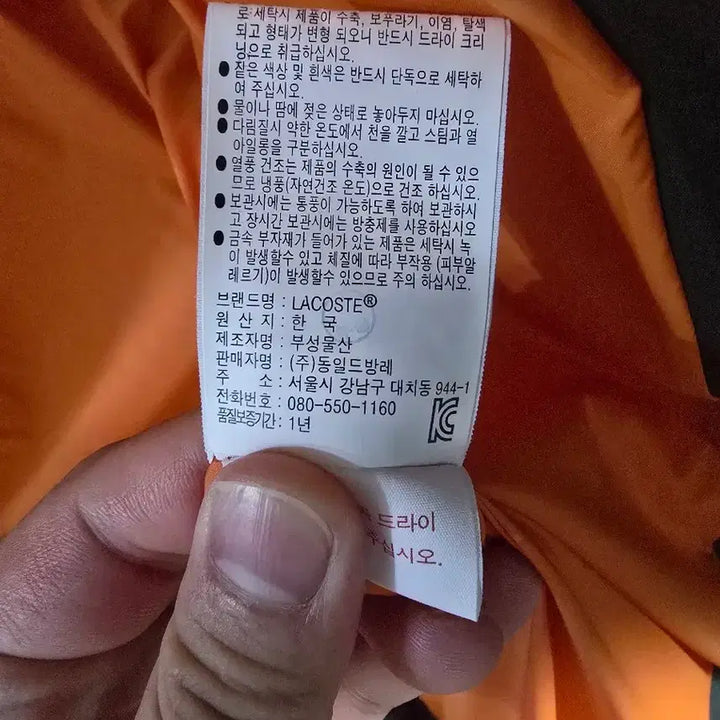 로 세탁시 제품이 수축, 보푸라기, 이염, 탈색
되고 형태가 변형 되오니 반드시 드라이 크리
닝으로 취급하십시오.
● 짙은 색상 및 흰색은 반드시 단독으로 세탁하
여 주십시오.
● 물이나 땀에 젖은 상태로 놓아두지 마십시오.
● 다림질시 약한 온도에서 천을 깔고 스팀과 열
아일롱을 구분하십시오.
● 열풍 건조는 제품의 수축의 원인이 될 수 있으
므로 냉풍(자연건조 온도)으로 건조 하십시오.
● 보관시에는 통풍이 가능하도록 하여 보관하시
고 장시간 보관시에는 방충제를 사용하십시오
● 금속 부자재가 들어가 있는 제품은 세탁시 녹
이 발생할수 있고 체질에 따라 부작용 (피부알
레르기)이 발생할수 있으므로 주의 하십시오.
브랜드명 : LACOSTE®
원 산 지 : 한 국
제조자명 : 부성물산
판매자명 : (주)동일드방레
주 소 : 서울시 강남구 대치동 944-1
전화번호 : 080-550-1160
품질보증기간 : 1년
KC
드라이
주십시오.